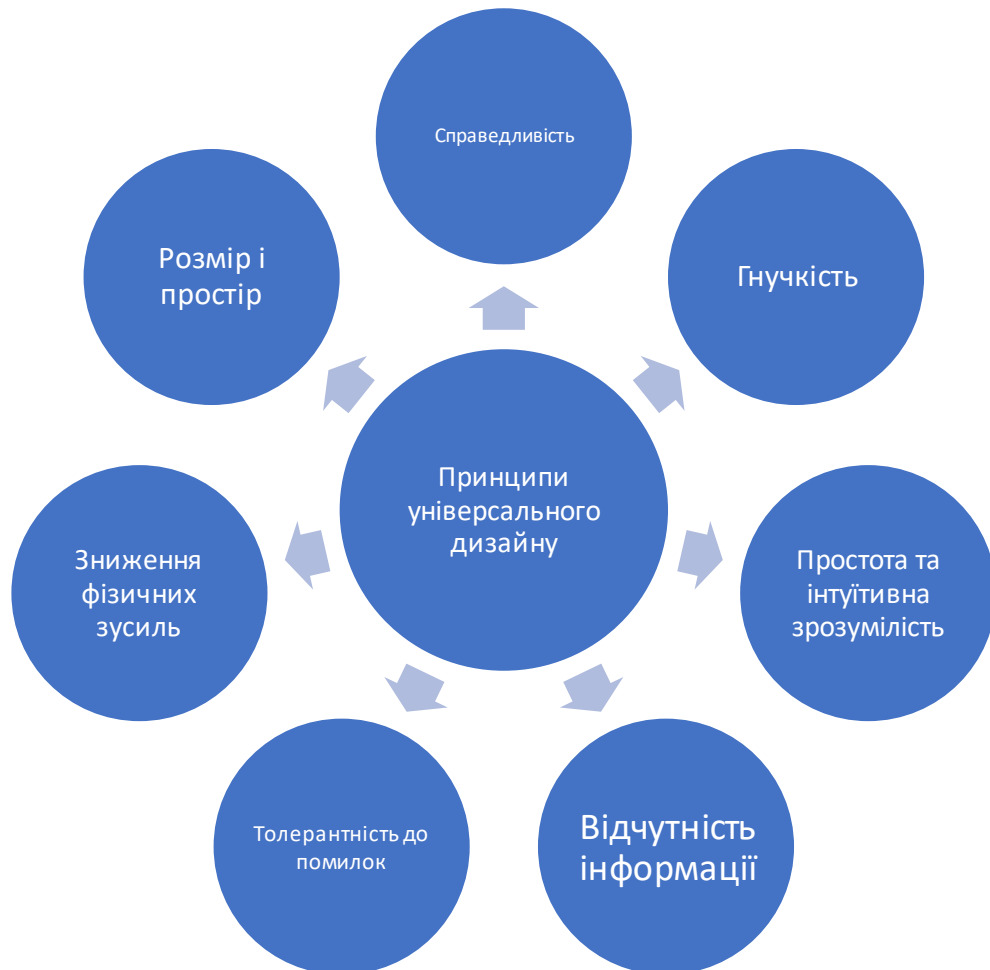 Справедливість
Гнучкість
Простота та
інтуїтивна
зрозумілість
Відчутність
інформації
Толерантність до
помилок
Зниження
фізичних
зусиль
Розмір і
простір
Принципи
універсального
дизайну